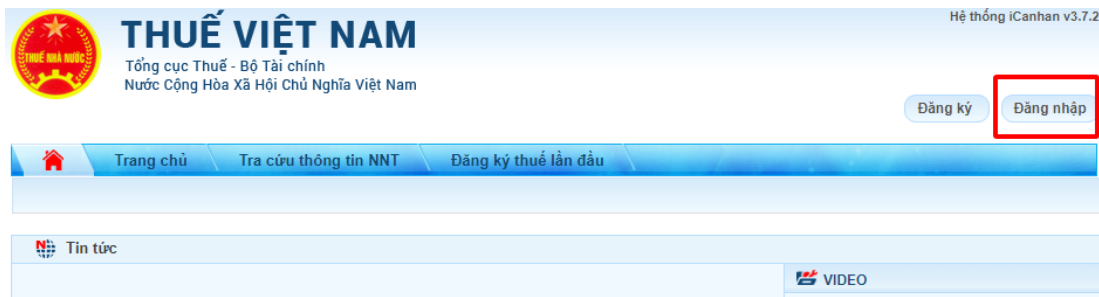 Hệ thống iCanhan v3.7.2
THUẾ NHÀ NƯỚC
THUẾ VIỆT NAM
Tổng cục Thuế - Bộ Tài chính
Nước Cộng Hòa Xã Hội Chủ Nghĩa Việt Nam
Đăng ký Đăng nhập
Trang chủ Tra cứu thông tin NNT Đăng ký thuế lần đầu
Tin tức
VIDEO